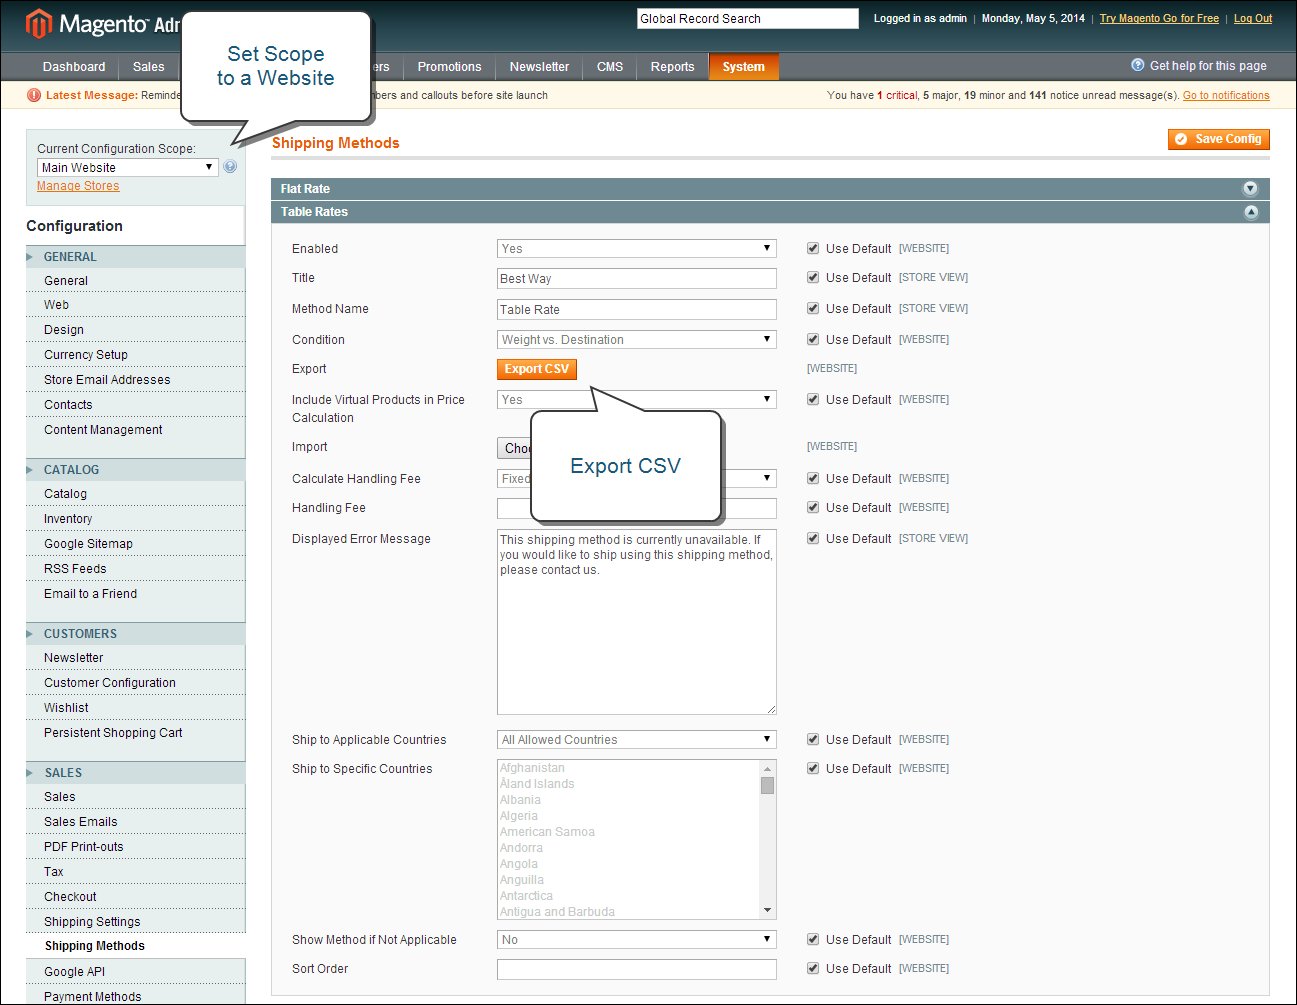 Magento Adm
Global Record Search
Logged in as admin | Monday, May 5, 2014 | Try Magento Go for Free | Log Out
Set Scope
to a Website
Dashboard Sales Promotions Newsletter CMS Reports System Get help for this page
Latest Message: and callouts before site launch You have 1 critical, 5 major, 19 minor and 141 notice unread message(s). Go to notifications
Current Configuration Scope:
Main Website
Manage Stores
Configuration
GENERAL
General
Web
Design
Currency Setup
Store Email Addresses
Contacts
Content Management
CATALOG
Catalog
Inventory
Google Sitemap
RSS Feeds
Email to a Friend
CUSTOMERS
Newsletter
Customer Configuration
Wishlist
Persistent Shopping Cart
SALES
Sales
Sales Emails
PDF Print-outs
Tax
Checkout
Shipping Settings
Shipping Methods
Google API
Payment Methods
Shipping Methods Save Config
Flat Rate
Table Rates
Enabled Yes Use Default [WEBSITE]
Title Best Way Use Default [STORE VIEW]
Method Name Table Rate Use Default [STORE VIEW]
Condition Weight vs. Destination Use Default [WEBSITE]
Export Export CSV [WEBSITE]
Include Virtual Products in Price Yes Use Default [WEBSITE]
Calculation
Import [WEBSITE]
Export CSV
Calculate Handling Fee Fixed Use Default [WEBSITE]
Handling Fee Use Default [WEBSITE]
Displayed Error Message This shipping method is currently unavailable. If Use Default [STORE VIEW]
you would like to ship using this shipping method,
please contact us.
Ship to Applicable Countries All Allowed Countries Use Default [WEBSITE]
Ship to Specific Countries Afghanistan Use Default [WEBSITE]
Åland Islands
Albania
Algeria
American Samoa
Andorra
Angola
Anguilla
Antarctica
Antigua and Barbuda
Show Method if Not Applicable No Use Default [WEBSITE]
Sort Order Use Default [WEBSITE]